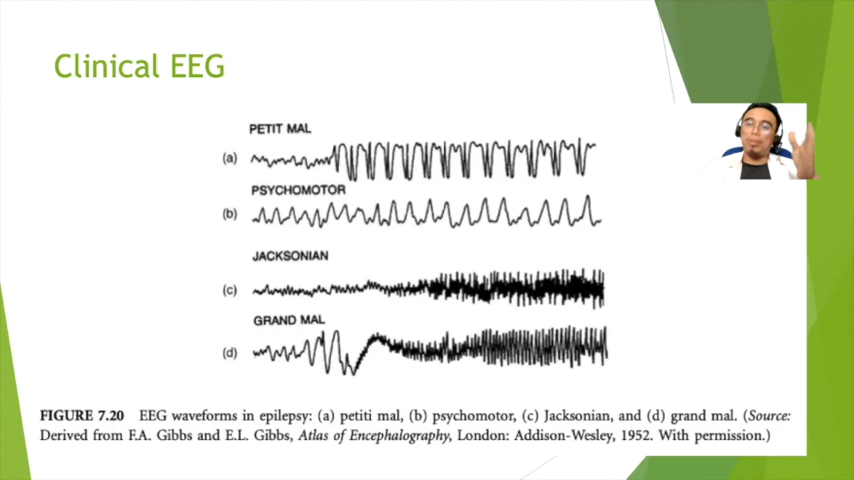 Clinical EEG
PETIT MAL
(a)
PSYCHOMOTOR
(b)
JACKSONIAN
(c)
GRAND MAL
(d)
FIGURE 7.20 EEG waveforms in epilepsy: (a) petiti mal, (b) psychomotor, (c) Jacksonian, and (d) grand mal. (Source:
Derived from F.A. Gibbs and E.L. Gibbs, Atlas of Encephalography, London: Addison-Wesley, 1952. With permission.)